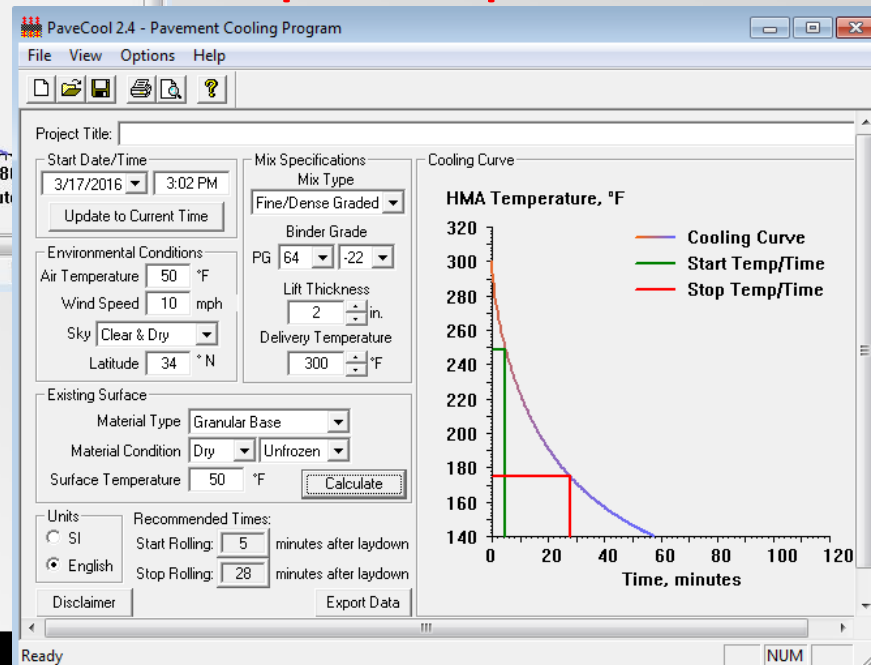 PaveCool 2.4 - Pavement Cooling Program
File View Options Help
Project Title:
Start Date/Time
3/17/2016 3:02 PM
Update to Current Time
Environmental Conditions
Air Temperature 50 °F
Wind Speed 10 mph
Sky Clear & Dry
Latitude 34 ° N
Mix Specifications
Mix Type
Fine/Dense Graded
Binder Grade
PG 64 -22
Lift Thickness
2 in.
Delivery Temperature
300 °F
Existing Surface
Material Type Granular Base
Material Condition Dry Unfrozen
Surface Temperature 50 °F Calculate
Units
SI
English
Recommended Times:
Start Rolling: 5 minutes after laydown
Stop Rolling: 28 minutes after laydown
Disclaimer Export Data
Cooling Curve
HMA Temperature, °F
Cooling Curve
Start Temp/Time
Stop Temp/Time
320
300
280
260
240
220
200
180
160
140
0 20 40 60 80 100 120
Time, minutes
Ready NUM